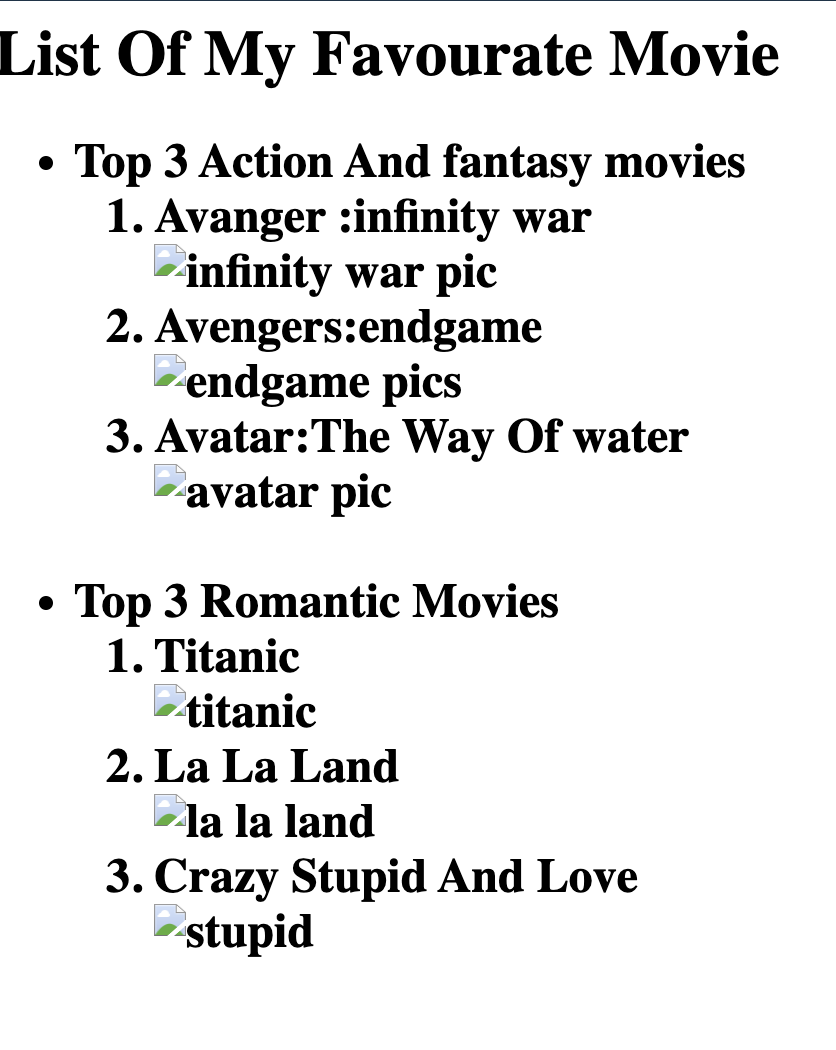 List Of My Favourate Movie
• Top 3 Action And fantasy movies
1. Avanger :infinity war
infinity war pic
2. Avengers:endgame
endgame pics
3. Avatar:The Way Of water
avatar pic
• Top 3 Romantic Movies
1. Titanic
titanic
2. La La Land
la la land
3. Crazy Stupid And Love
stupid